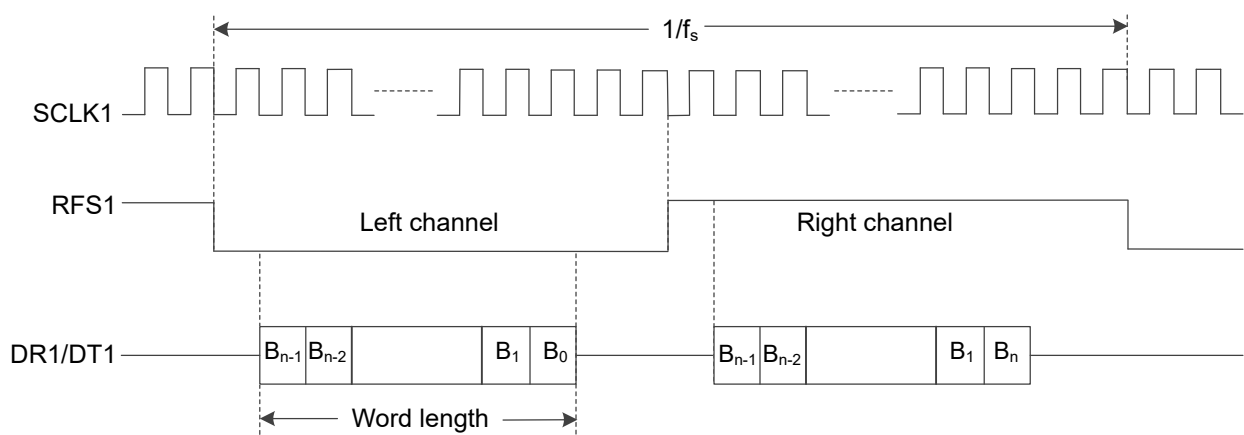 1/fs
SCLK1
RFS1
Left channel
Right channel
DR1/DT1
Bn-1 Bn-2 B1 B0
Bn-1 Bn-2 B1 Bn
Word length